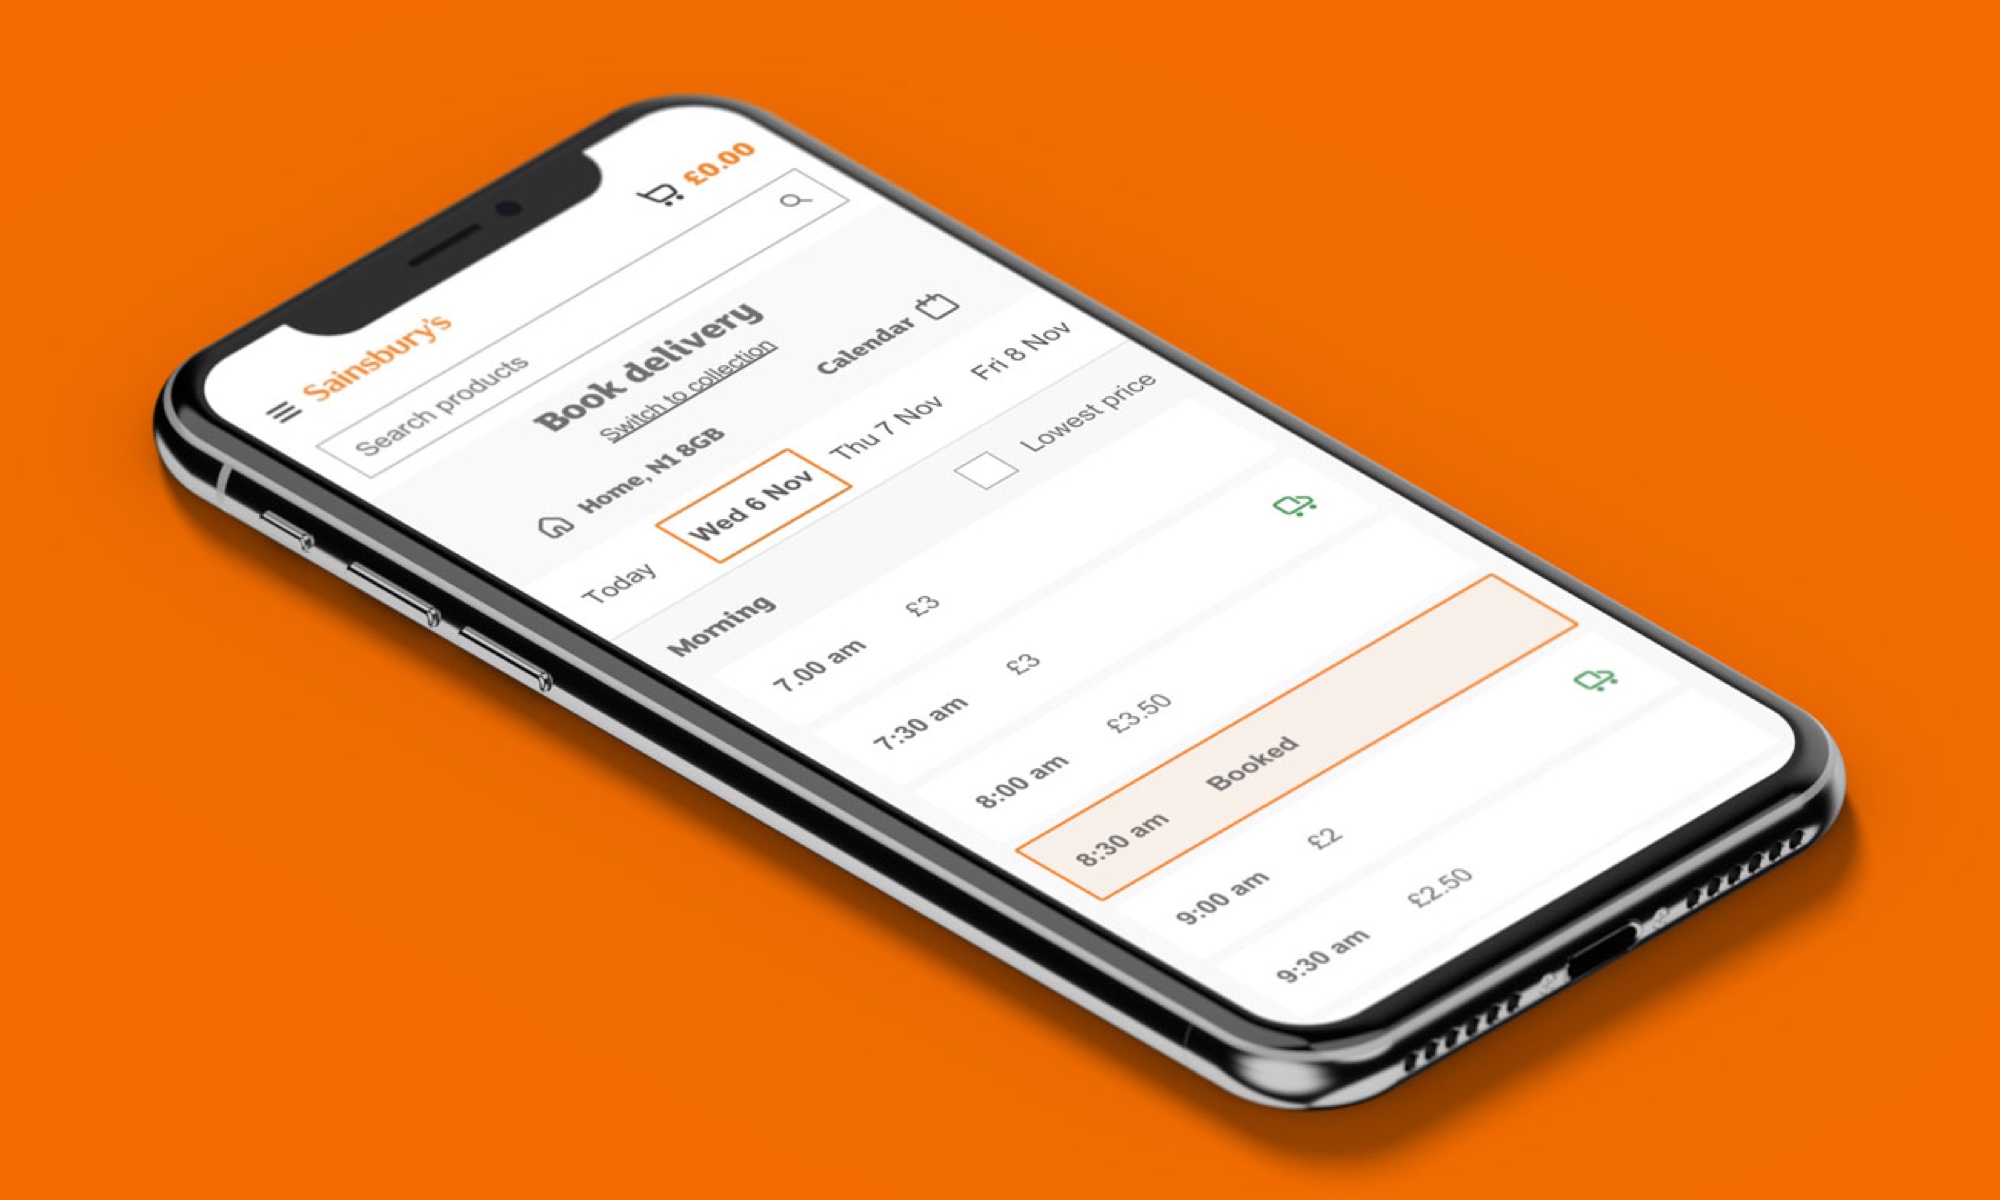 £0.00
Sainsbury's
Search products
Book delivery
Switch to collection
Home, N1 8GB Calendar
Today Wed 6 Nov Thu 7 Nov Fri 8 Nov
Morning Lowest price
7.00 am £3
7:30 am £3
8:00 am £3.50
8:30 am Booked
9:00 am £2
9:30 am £2.50